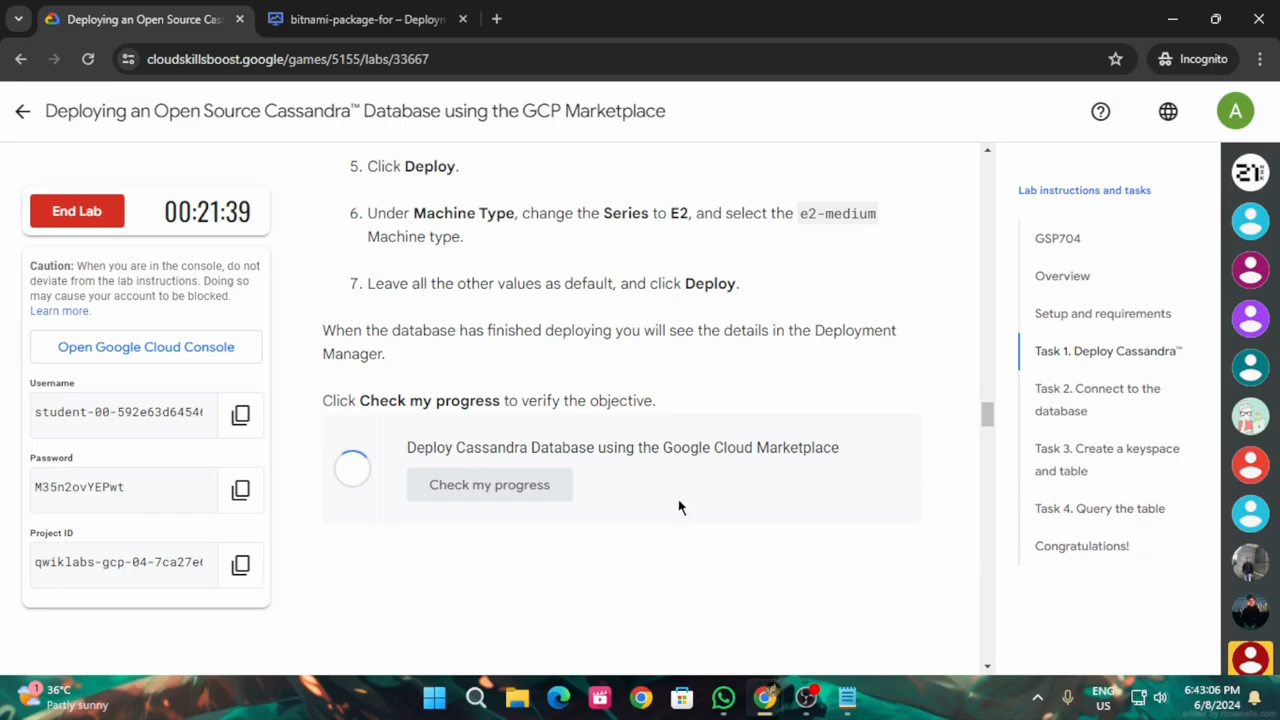 Deploying an Open Source Cas
bitnami-package-for – Deploym
cloudskillsboost.google/games/5155/labs/33667
Incognito
Deploying an Open Source Cassandra™ Database using the GCP Marketplace
A
End Lab
00:21:39
Caution: When you are in the console, do not
deviate from the lab instructions. Doing so
may cause your account to be blocked.
Learn more.
Open Google Cloud Console
Username
student-00-592e63d64546
Password
M35n2ovYEPwt
Project ID
qwiklabs-gcp-04-7ca27e6
5. Click Deploy.
6. Under Machine Type, change the Series to E2, and select the e2-medium
Machine type.
7. Leave all the other values as default, and click Deploy.
When the database has finished deploying you will see the details in the Deployment
Manager.
Click Check my progress to verify the objective.
Deploy Cassandra Database using the Google Cloud Marketplace
Check my progress
Lab instructions and tasks
GSP704
Overview
Setup and requirements
Task 1. Deploy Cassandra™
Task 2. Connect to the
database
Task 3. Create a keyspace
and table
Task 4. Query the table
Congratulations!
1
36°C
Partly sunny
ENG
US
6:43:06 PM
6/8/2024